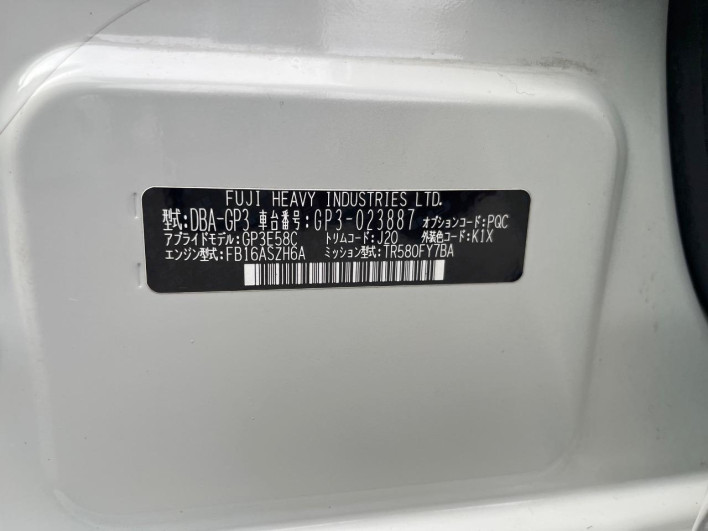 FUJI HEAVY INDUSTRIES LTD.
型式:DBA-GP3 車台番号:GP3-023887 オプションコード:PQC
アプライドモデル:GP3E58C トリムコード:J20 外装色コード:K1X
エンジン型式:FB16ASZH6A ミッション型式:TR580FY7BA